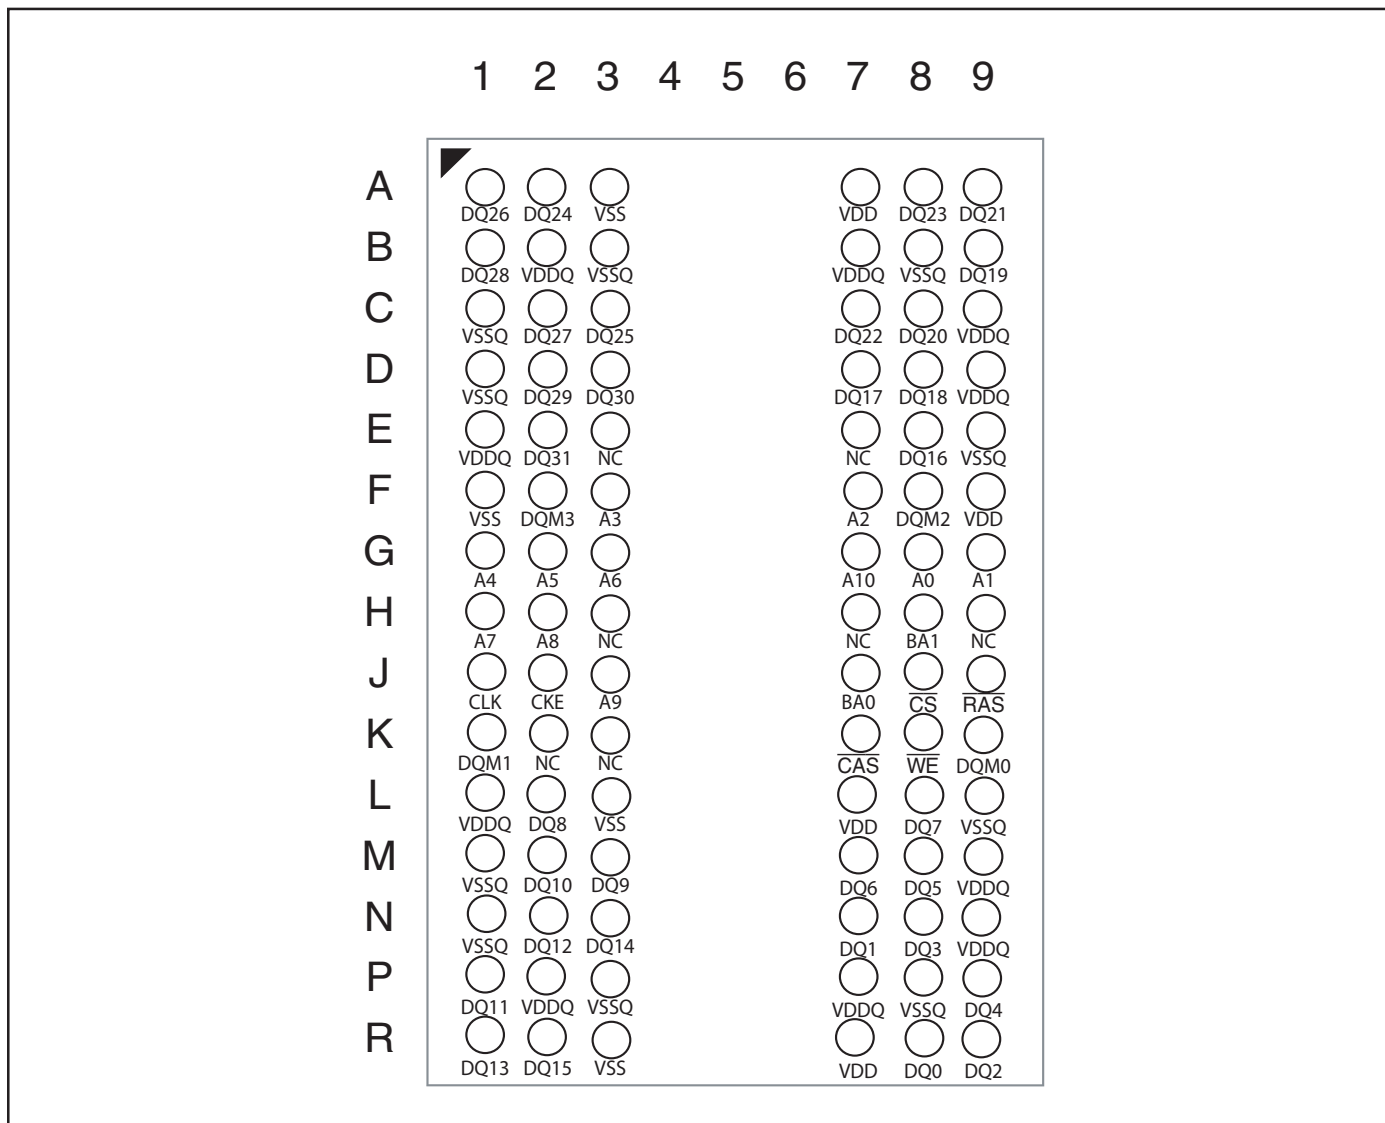 1 2 3 4 5 6 7 8 9
A
DQ26 DQ24 VSS VDD DQ23 DQ21
B
DQ28 VDDQ VSSQ VDDQ VSSQ DQ19
C
VSSQ DQ27 DQ25 DQ22 DQ20 VDDQ
D
VSSQ DQ29 DQ30 DQ17 DQ18 VDDQ
E
VDDQ DQ31 NC NC DQ16 VSSQ
F
VSS DQM3 A3 A2 DQM2 VDD
G
A4 A5 A6 A10 A0 A1
H
A7 A8 NC NC BA1 NC
J
CLK CKE A9 BA0 C̅S̅ R̅A̅S̅
K
DQM1 NC NC C̅A̅S̅ W̅E̅ DQM0
L
VDDQ DQ8 VSS VDD DQ7 VSSQ
M
VSSQ DQ10 DQ9 DQ6 DQ5 VDDQ
N
VSSQ DQ12 DQ14 DQ1 DQ3 VDDQ
P
DQ11 VDDQ VSSQ VDDQ VSSQ DQ4
R
DQ13 DQ15 VSS VDD DQ0 DQ2